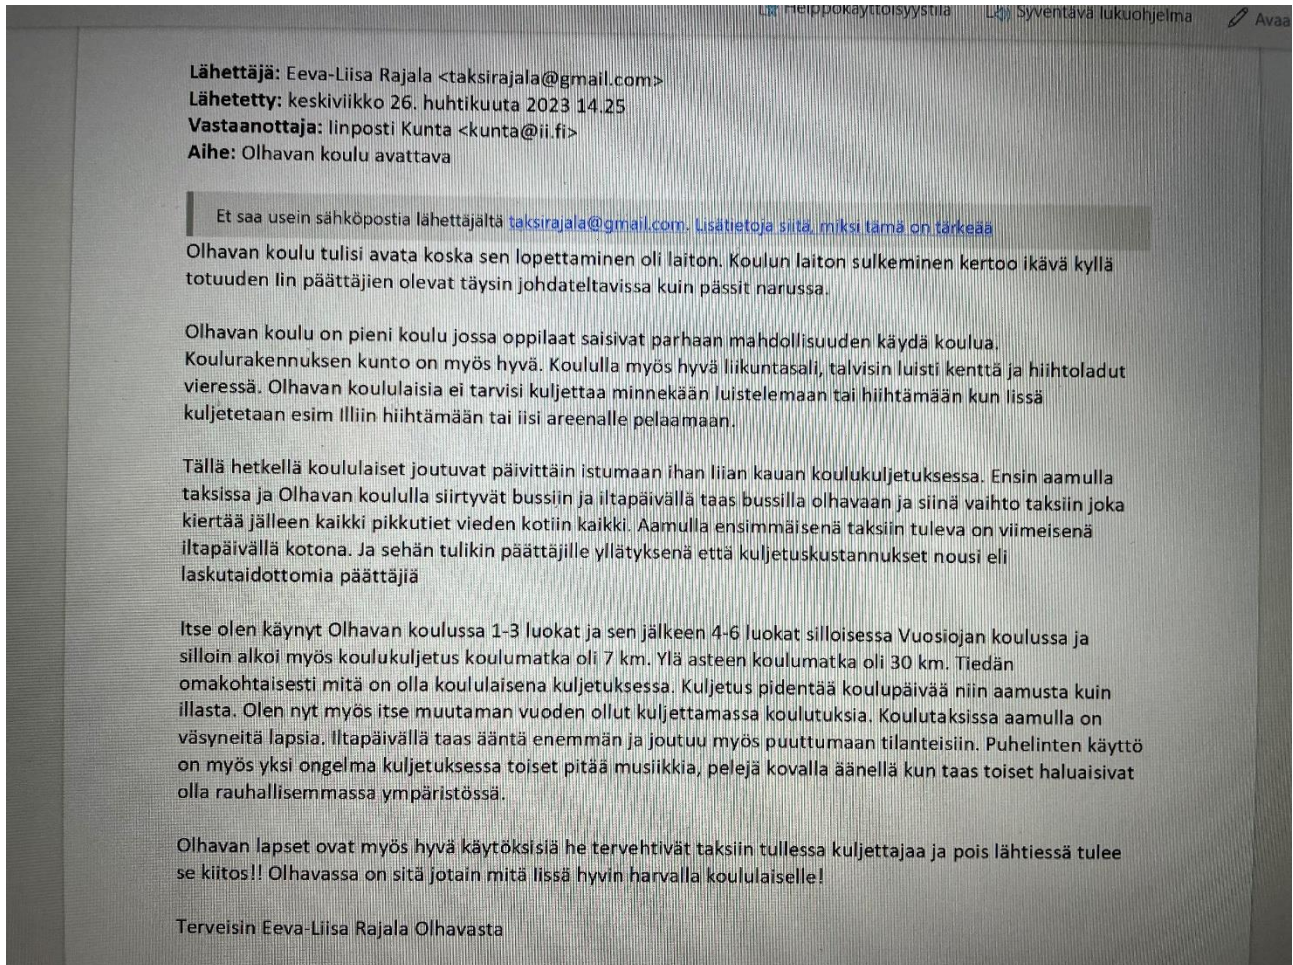 Helppokäyttöisyystila Syventävä lukuohjelma Avaa
Lähettäjä: Eeva-Liisa Rajala <taksirajala@gmail.com>
Lähetetty: keskiviikko 26. huhtikuuta 2023 14.25
Vastaanottaja: Iinposti Kunta <kunta@ii.fi>
Aihe: Olhavan koulu avattava
Et saa usein sähköpostia lähettäjältä taksirajala@gmail.com. Lisätietoja siitä, miksi tämä on tärkeää
Olhavan koulu tulisi avata koska sen lopettaminen oli laiton. Koulun laiton sulkeminen kertoo ikävä kyllä
totuuden Iin päättäjien olevat täysin johdateltavissa kuin pässit narussa.
Olhavan koulu on pieni koulu jossa oppilaat saisivat parhaan mahdollisuuden käydä koulua.
Koulurakennuksen kunto on myös hyvä. Koululla myös hyvä liikuntasali, talvisin luisti kenttä ja hiihtoladut
vieressä. Olhavan koululaisia ei tarvisi kuljettaa minnekään luistelemaan tai hiihtämään kun Iissä
kuljetetaan esim Illiin hiihtämään tai iisi areenalle pelaamaan.
Tällä hetkellä koululaiset joutuvat päivittäin istumaan ihan liian kauan koulukuljetuksessa. Ensin aamulla
taksissa ja Olhavan koululla siirtyvät bussiin ja iltapäivällä taas bussilla olhavaan ja siinä vaihto taksiin joka
kiertää jälleen kaikki pikkutiet vieden kotiin kaikki. Aamulla ensimmäisenä taksiin tuleva on viimeisenä
iltapäivällä kotona. Ja sehän tulikin päättäjille yllätyksenä että kuljetuskustannukset nousi eli
laskutaidottomia päättäjiä
Itse olen käynyt Olhavan koulussa 1-3 luokat ja sen jälkeen 4-6 luokat silloisessa Vuosiojan koulussa ja
silloin alkoi myös koulukuljetus koulumatka oli 7 km. Ylä asteen koulumatka oli 30 km. Tiedän
omakohtaisesti mitä on olla koululaisena kuljetuksessa. Kuljetus pidentää koulupäivää niin aamusta kuin
illasta. Olen nyt myös itse muutaman vuoden ollut kuljettamassa koulutuksia. Koulutaksissa aamulla on
väsyneitä lapsia. Iltapäivällä taas ääntä enemmän ja joutuu myös puuttumaan tilanteisiin. Puhelinten käyttö
on myös yksi ongelma kuljetuksessa toiset pitää musiikkia, pelejä kovalla äänellä kun taas toiset haluaisivat
olla rauhallisemmassa ympäristössä.
Olhavan lapset ovat myös hyvä käytöksisiä he tervehtivät taksiin tullessa kuljettajaa ja pois lähtiessä tulee
se kiitos!! Olhavassa on sitä jotain mitä Iissä hyvin harvalla koululaiselle!
Terveisin Eeva-Liisa Rajala Olhavasta